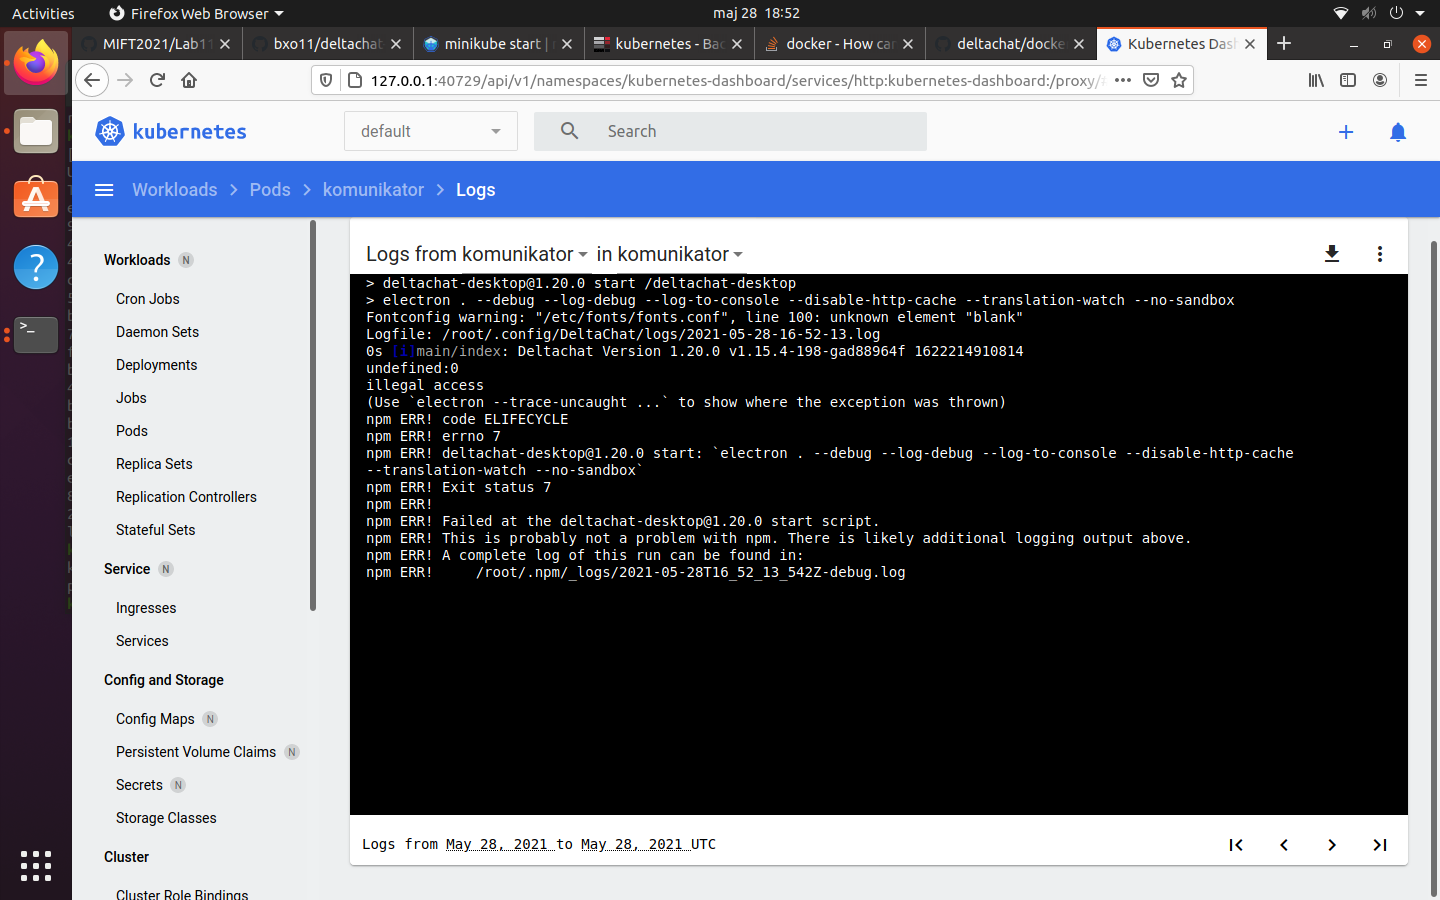 Activities
Firefox Web Browser
maj 28 18:52
MIFT2021/Lab11
bxo11/deltachat
minikube start |
kubernetes - Bac
docker - How can
deltachat/docke
Kubernetes Dash
127.0.0.1:40729/api/v1/namespaces/kubernetes-dashboard/services/http:kubernetes-dashboard:/proxy/#
kubernetes
default
Search
Workloads
Pods
komunikator
Logs
Workloads N
Cron Jobs
Daemon Sets
Deployments
Jobs
Pods
Replica Sets
Replication Controllers
Stateful Sets
Service N
Ingresses
Services
Config and Storage
Config Maps N
Persistent Volume Claims N
Secrets N
Storage Classes
Cluster
Cluster Role Bindings
Logs from komunikator in komunikator
> deltachat-desktop@1.20.0 start /deltachat-desktop
> electron . --debug --log-debug --log-to-console --disable-http-cache --translation-watch --no-sandbox
Fontconfig warning: "/etc/fonts/fonts.conf", line 100: unknown element "blank"
Logfile: /root/.config/DeltaChat/logs/2021-05-28-16-52-13.log
0s [i]main/index: Deltachat Version 1.20.0 v1.15.4-198-gad88964f 1622214910814
undefined:0
illegal access
(Use `electron --trace-uncaught ...` to show where the exception was thrown)
npm ERR! code ELIFECYCLE
npm ERR! errno 7
npm ERR! deltachat-desktop@1.20.0 start: `electron . --debug --log-debug --log-to-console --disable-http-cache
--translation-watch --no-sandbox`
npm ERR! Exit status 7
npm ERR!
npm ERR! Failed at the deltachat-desktop@1.20.0 start script.
npm ERR! This is probably not a problem with npm. There is likely additional logging output above.
npm ERR! A complete log of this run can be found in:
npm ERR!     /root/.npm/_logs/2021-05-28T16_52_13_542Z-debug.log
Logs from May 28, 2021 to May 28, 2021 UTC